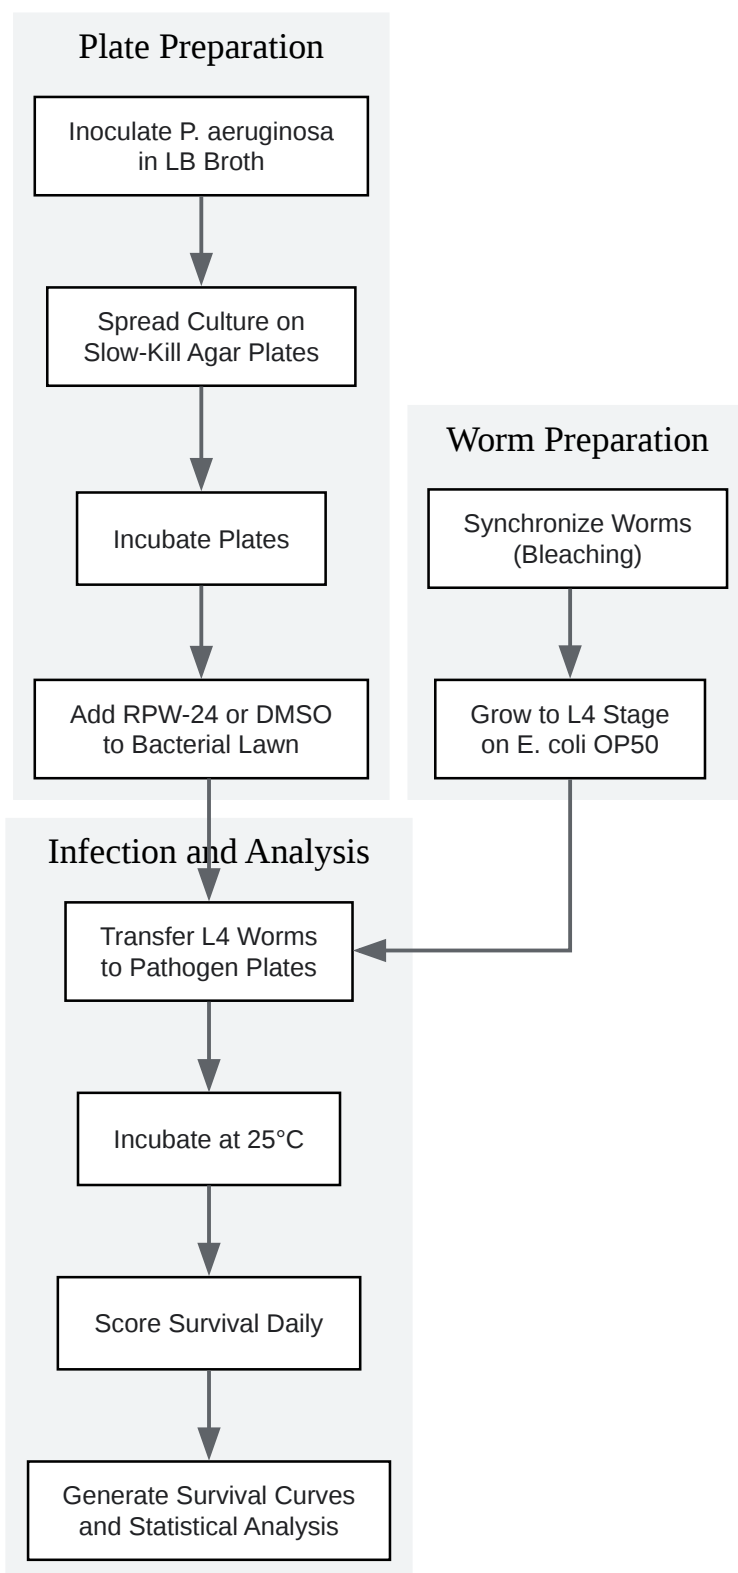 Plate Preparation
Inoculate P. aeruginosa
in LB Broth
Spread Culture on
Slow-Kill Agar Plates
Incubate Plates
Add RPW-24 or DMSO
to Bacterial Lawn
Worm Preparation
Synchronize Worms
(Bleaching)
Grow to L4 Stage
on E. coli OP50
Infection and Analysis
Transfer L4 Worms
to Pathogen Plates
Incubate at 25°C
Score Survival Daily
Generate Survival Curves
and Statistical Analysis